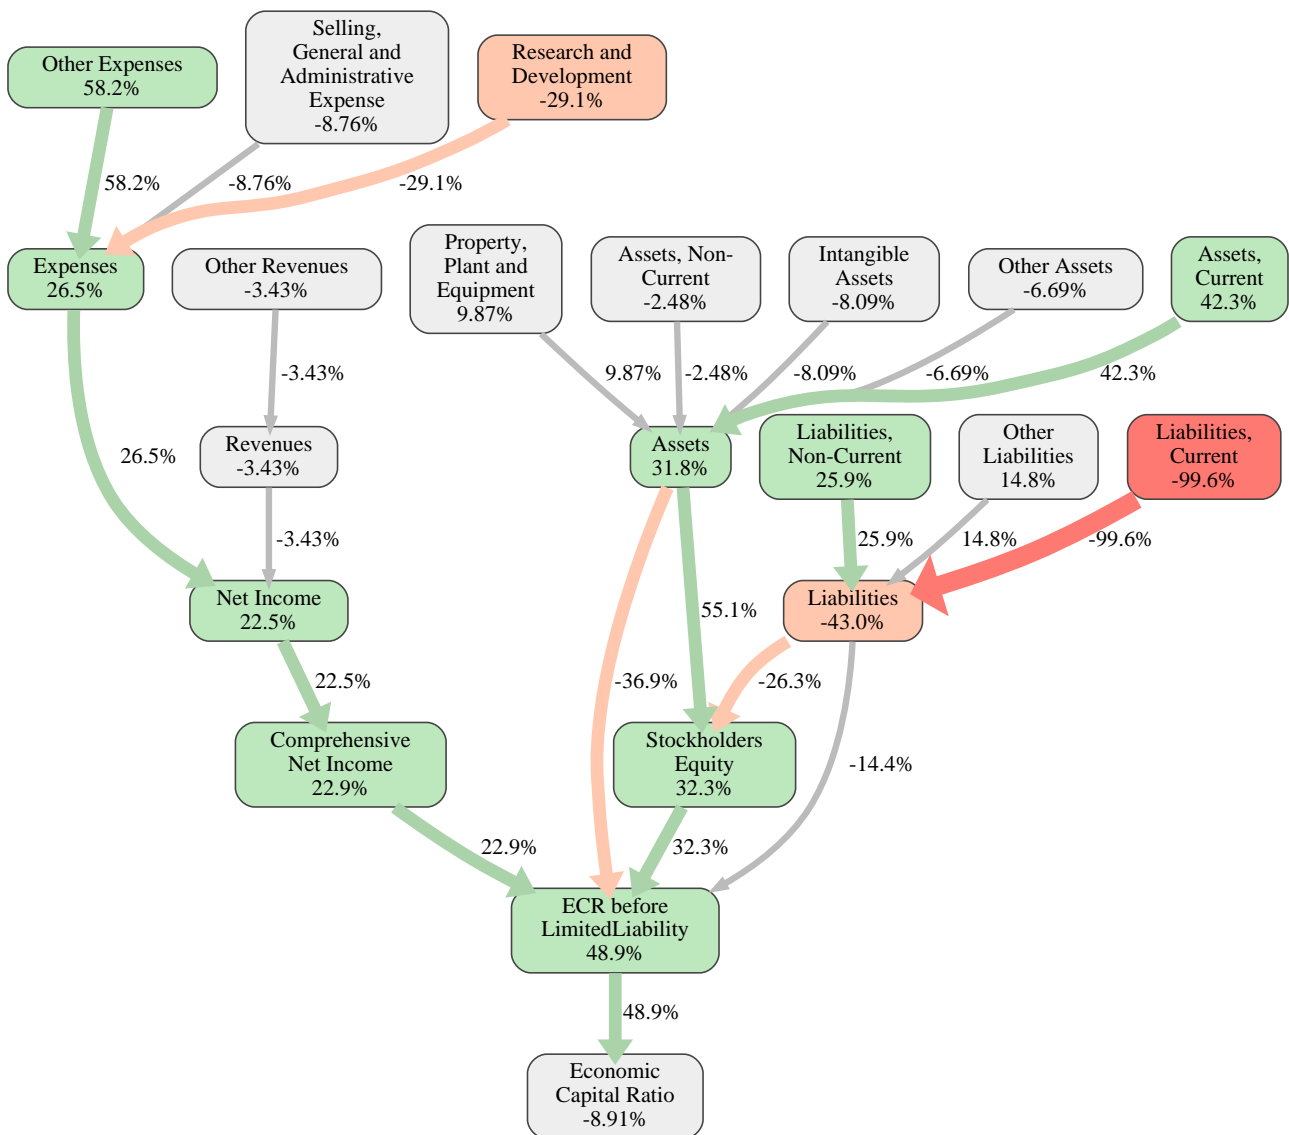 Selling,
General and
Administrative
Expense
-8.76%
Other Expenses
58.2%
Research and
Development
-29.1%
58.2%
-8.76%
-29.1%
Expenses
26.5%
Other Revenues
-3.43%
Property,
Plant and
Equipment
9.87%
Assets, Non-
Current
-2.48%
Intangible
Assets
-8.09%
Other Assets
-6.69%
Assets,
Current
42.3%
-3.43%
9.87%
-2.48%
-8.09%
-6.69%
42.3%
26.5%
Revenues
-3.43%
Assets
31.8%
Liabilities,
Non-Current
25.9%
Other
Liabilities
14.8%
Liabilities,
Current
-99.6%
-3.43%
25.9%
14.8%
-99.6%
Net Income
22.5%
55.1%
Liabilities
-43.0%
22.5%
-36.9%
-26.3%
Comprehensive
Net Income
22.9%
Stockholders
Equity
32.3%
-14.4%
22.9%
32.3%
ECR before
LimitedLiability
48.9%
48.9%
Economic
Capital Ratio
-8.91%